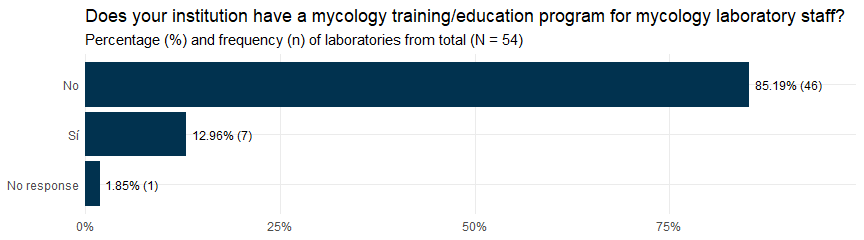 Does your institution have a mycology training/education program for mycology laboratory staff?
Percentage (%) and frequency (n) of laboratories from total (N = 54)
No
85.19% (46)
Sí
12.96% (7)
No response
1.85% (1)
0%
25%
50%
75%